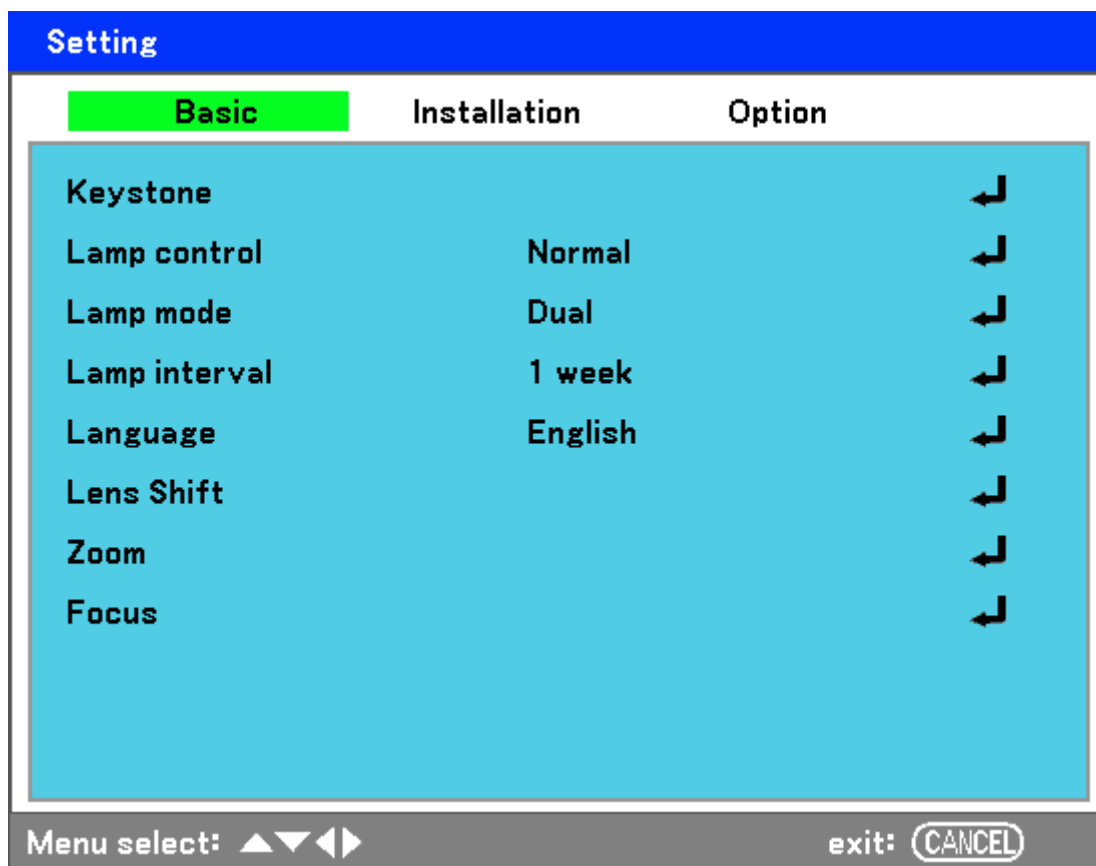 Setting
Basic Installation Option
Keystone
Lamp control Normal
Lamp mode Dual
Lamp interval 1 week
Language English
Lens Shift
Zoom
Focus
Menu select: ▲▼◀▶ exit: CANCEL